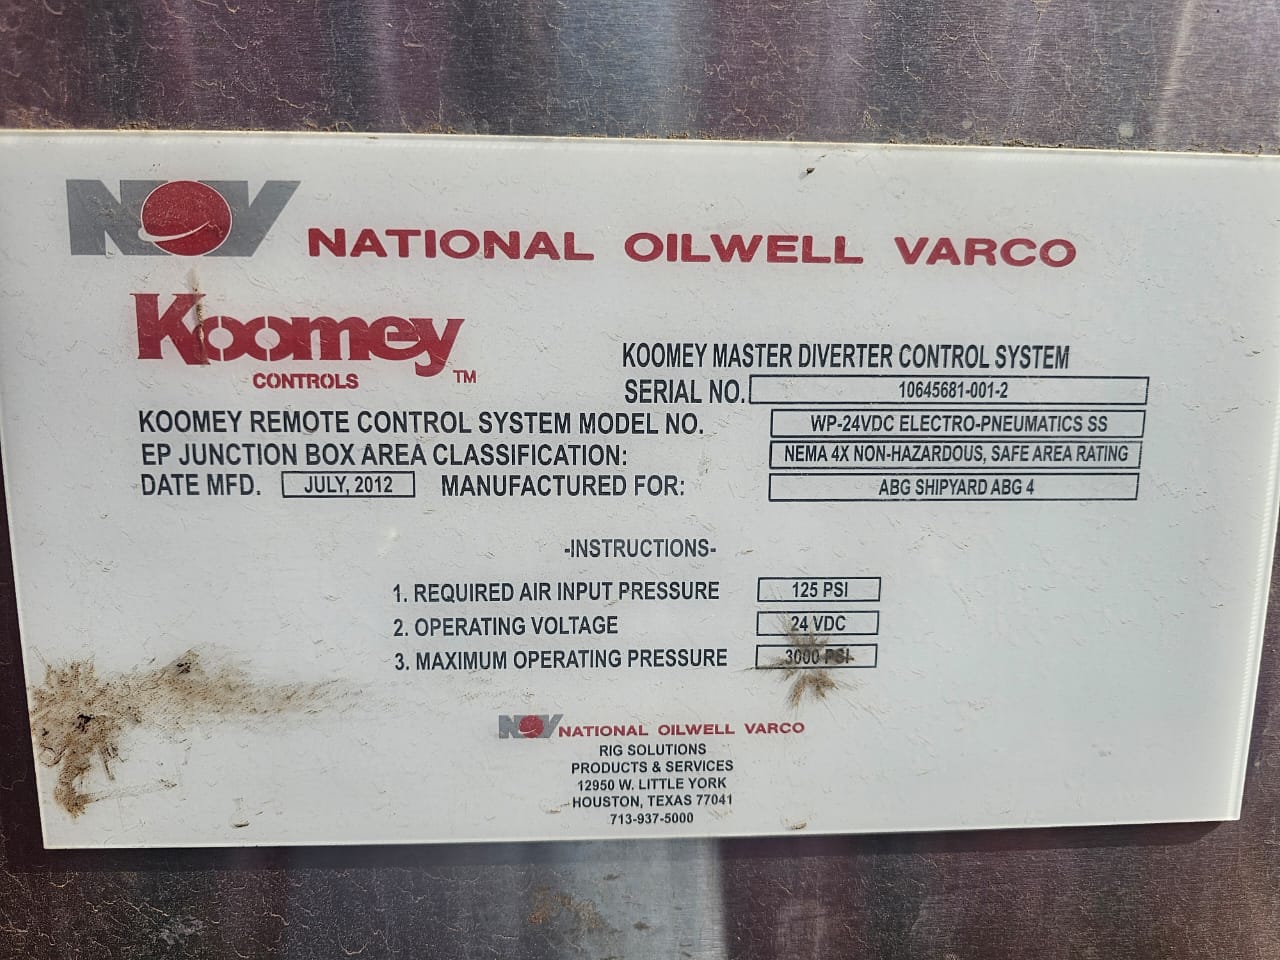 NOV NATIONAL OILWELL VARCO
Koomey
CONTROLS ™
KOOMEY MASTER DIVERTER CONTROL SYSTEM
SERIAL NO. 10645681-001-2
KOOMEY REMOTE CONTROL SYSTEM MODEL NO. WP-24VDC ELECTRO-PNEUMATICS SS
EP JUNCTION BOX AREA CLASSIFICATION: NEMA 4X NON-HAZARDOUS, SAFE AREA RATING
DATE MFD. JULY, 2012 MANUFACTURED FOR: ABG SHIPYARD ABG 4
-INSTRUCTIONS-
1. REQUIRED AIR INPUT PRESSURE 125 PSI
2. OPERATING VOLTAGE 24 VDC
3. MAXIMUM OPERATING PRESSURE 3000 PSI
NOV NATIONAL OILWELL VARCO
RIG SOLUTIONS
PRODUCTS & SERVICES
12950 W. LITTLE YORK
HOUSTON, TEXAS 77041
713-937-5000